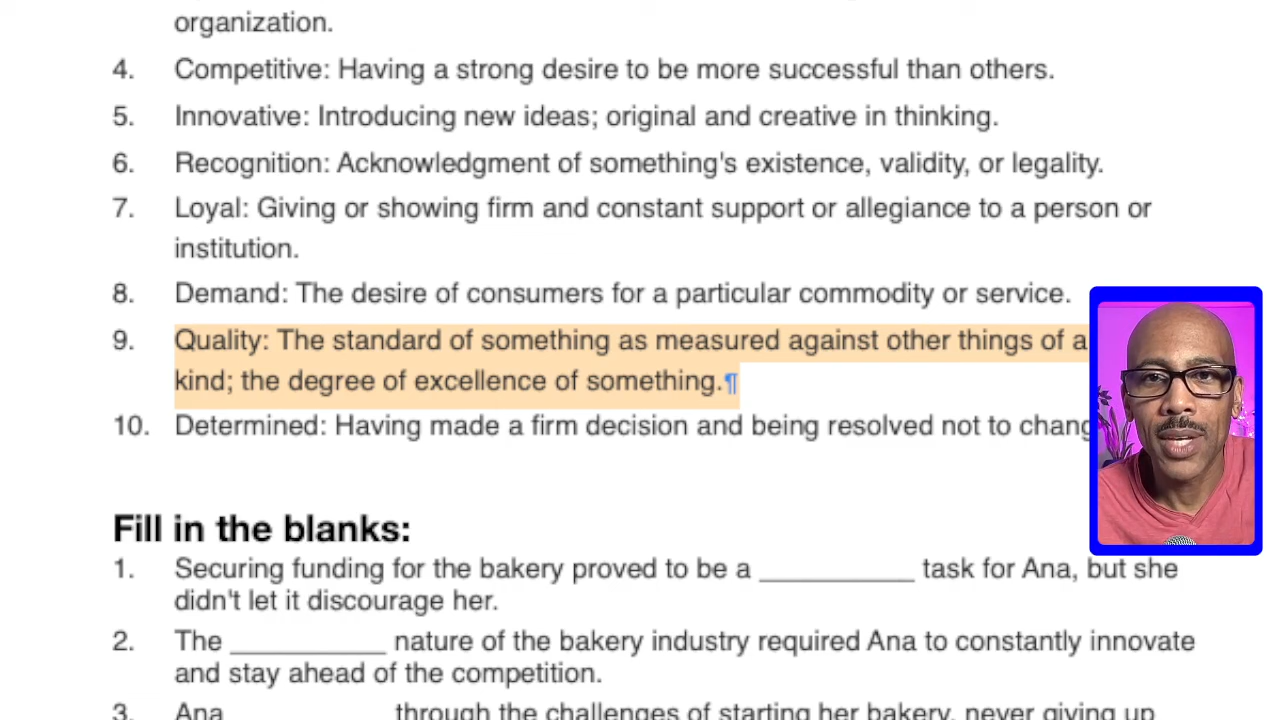 organization.
4. Competitive: Having a strong desire to be more successful than others.
5. Innovative: Introducing new ideas; original and creative in thinking.
6. Recognition: Acknowledgment of something's existence, validity, or legality.
7. Loyal: Giving or showing firm and constant support or allegiance to a person or
institution.
8. Demand: The desire of consumers for a particular commodity or service.
9. Quality: The standard of something as measured against other things of a
kind; the degree of excellence of something.¶
10. Determined: Having made a firm decision and being resolved not to chang
Fill in the blanks:
1. Securing funding for the bakery proved to be a ___________ task for Ana, but she
didn't let it discourage her.
2. The ___________ nature of the bakery industry required Ana to constantly innovate
and stay ahead of the competition.
3. Ana ___________ through the challenges of starting her bakery, never giving up